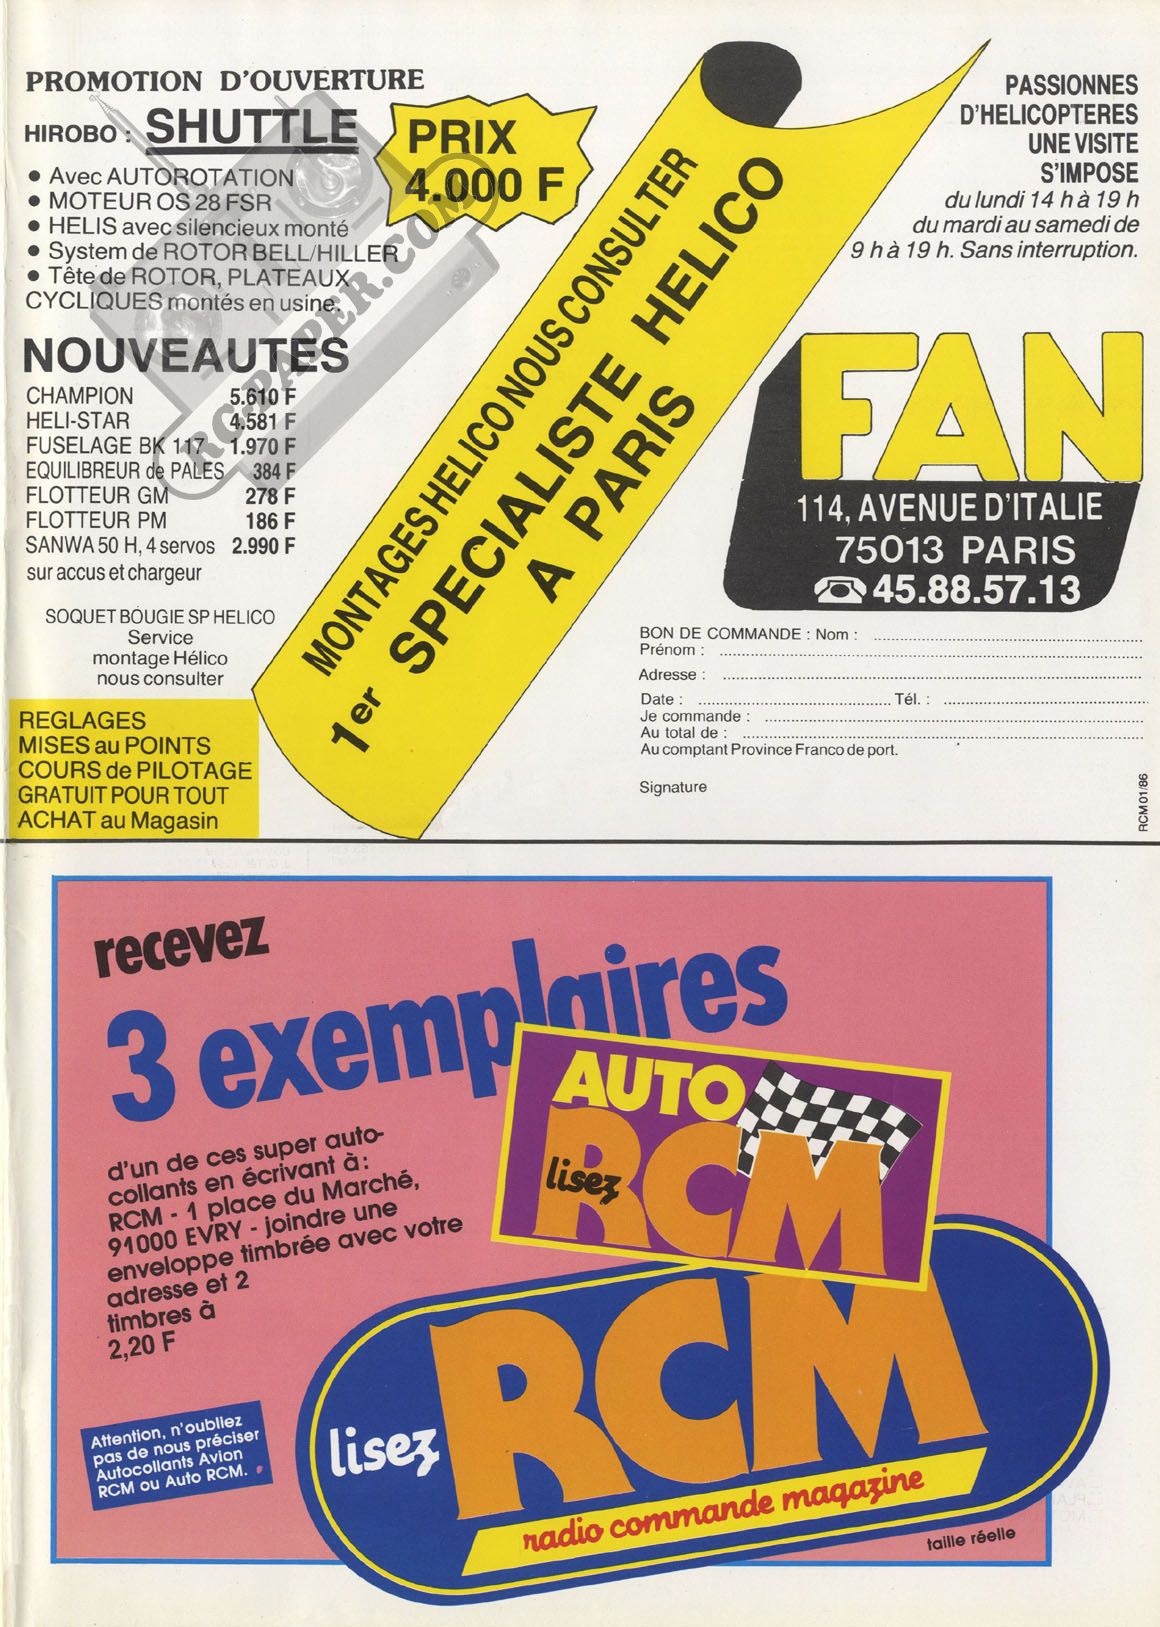 PROMOTION D'OUVERTURE
HIROBO : SHUTTLE
• Avec AUTOROTATION
• MOTEUR OS 28 FSR
• HELIS avec silencieux monté
• System de ROTOR BELL/HILLER
• Tête de ROTOR, PLATEAUX
CYCLIQUES montés en usine.
PRIX
4.000 F
NOUVEAUTES
CHAMPION 5.610 F
HELI-STAR 4.581 F
FUSELAGE BK 117 1.970 F
EQUILIBREUR de PALES 384 F
FLOTTEUR GM 278 F
FLOTTEUR PM 186 F
SANWA 50 H, 4 servos 2.990 F
sur accus et chargeur
SOQUET BOUGIE SP HELICO
Service
montage Hélico
nous consulter
REGLAGES
MISES au POINTS
COURS de PILOTAGE
GRATUIT POUR TOUT
ACHAT au Magasin
MONTAGES HELICO NOUS CONSULTER
1er SPECIALISTE HELICO
A PARIS
PASSIONNES
D'HELICOPTERES
UNE VISITE
S'IMPOSE
du lundi 14 h à 19 h
du mardi au samedi de
9 h à 19 h. Sans interruption.
FAN
114, AVENUE D'ITALIE
75013 PARIS
☎ 45.88.57.13
BON DE COMMANDE : Nom :
Prénom :
Adresse :
Date : Tél. :
Je commande :
Au total de :
Au comptant Province Franco de port.
Signature
RCM 01/86
RC-PAPER.COM
recevez
3 exemplaires
d'un de ces super auto-
collants en écrivant à :
RCM - 1 place du Marché,
91000 EVRY - joindre une
enveloppe timbrée avec votre
adresse et 2
timbres à
2,20 F
AUTO
lisez RCM
Attention, n'oubliez
pas de nous préciser
Autocollants Avion
RCM ou Auto RCM.
lisez RCM
radio commande magazine
taille réelle